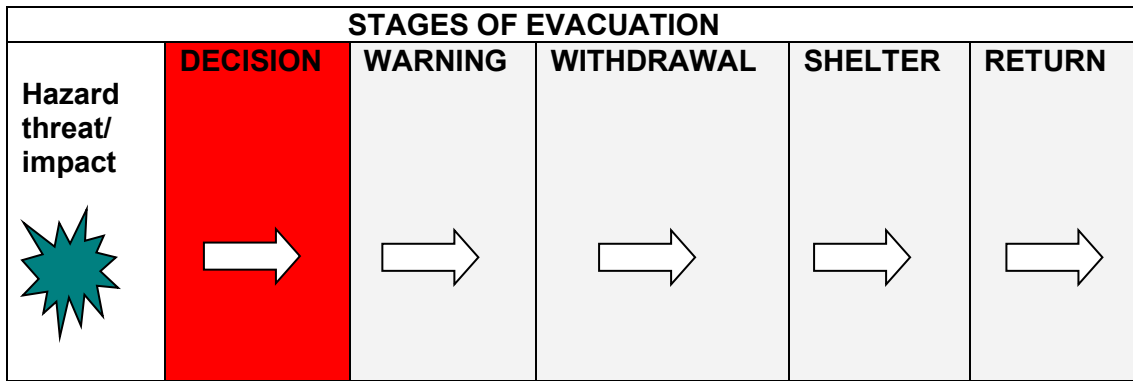 STAGES OF EVACUATION
Hazard
threat/
impact
DECISION
WARNING
WITHDRAWAL
SHELTER
RETURN